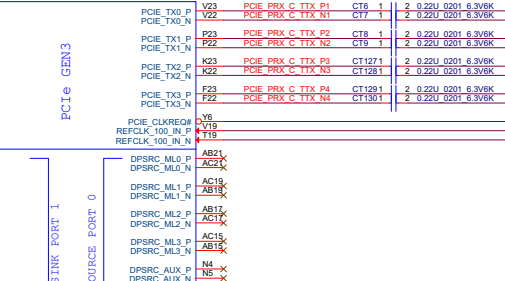 PCIe GEN3
PCIE_TX0_P V23 PCIE_PRX_C_TTX_P1 CT6 1 2 0.22U_0201_6.3V6K
PCIE_TX0_N V22 PCIE_PRX_C_TTX_N1 CT7 1 2 0.22U_0201_6.3V6K
PCIE_TX1_P P23 PCIE_PRX_C_TTX_P2 CT8 1 2 0.22U_0201_6.3V6K
PCIE_TX1_N P22 PCIE_PRX_C_TTX_N2 CT9 1 2 0.22U_0201_6.3V6K
PCIE_TX2_P K23 PCIE_PRX_C_TTX_P3 CT127 1 2 0.22U_0201_6.3V6K
PCIE_TX2_N K22 PCIE_PRX_C_TTX_N3 CT128 1 2 0.22U_0201_6.3V6K
PCIE_TX3_P F23 PCIE_PRX_C_TTX_P4 CT129 1 2 0.22U_0201_6.3V6K
PCIE_TX3_N F22 PCIE_PRX_C_TTX_N4 CT130 1 2 0.22U_0201_6.3V6K
PCIE_CLKREQ# Y6
REFCLK_100_IN_P V19
REFCLK_100_IN_N T19
SINK PORT 1
OURCE PORT 0
DPSRC_ML0_P AB21
DPSRC_ML0_N AC21
DPSRC_ML1_P AC19
DPSRC_ML1_N AB19
DPSRC_ML2_P AB17
DPSRC_ML2_N AC17
DPSRC_ML3_P AC15
DPSRC_ML3_N AB15
DPSRC_AUX_P N4
DPSRC_AUX_N N5